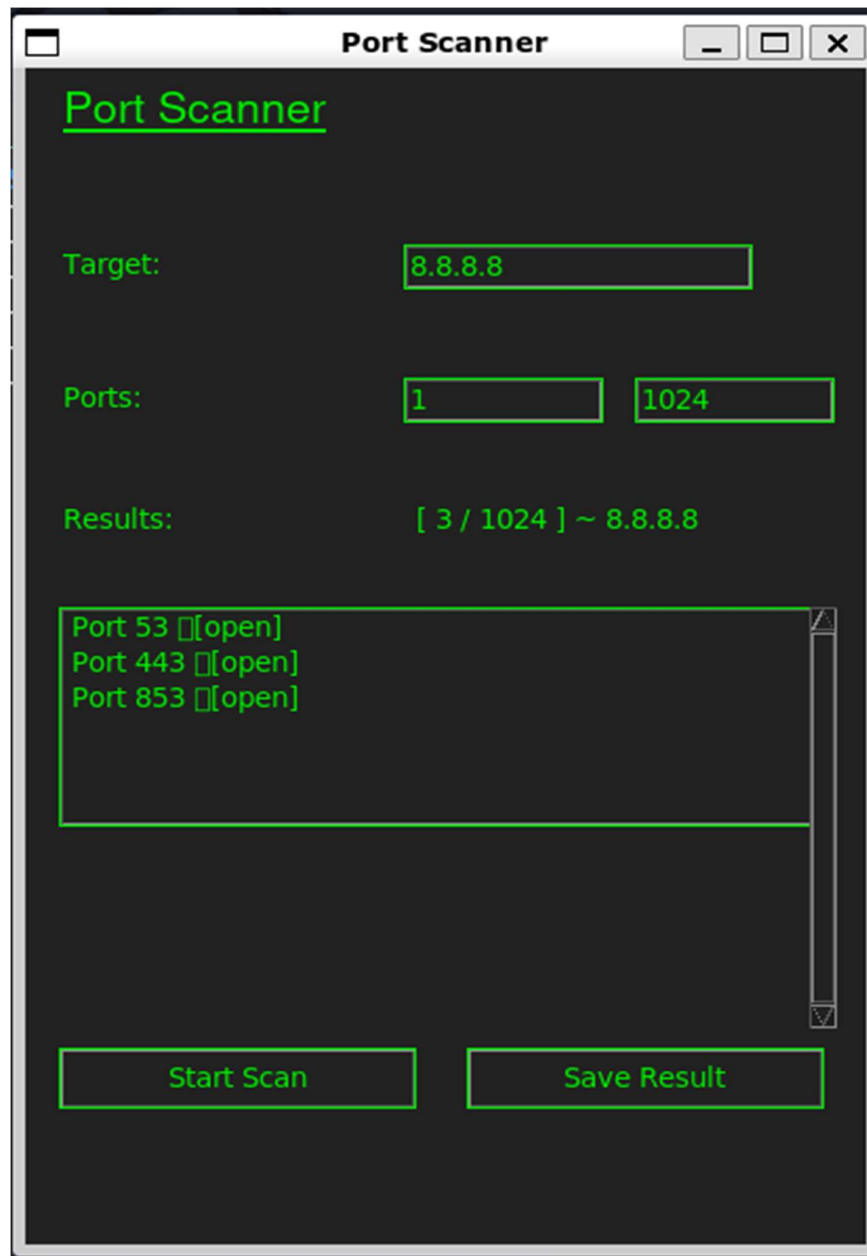 Port Scanner
Port Scanner
Target: 8.8.8.8
Ports: 1 1024
Results: [ 3 / 1024 ] ~ 8.8.8.8
Port 53 [open]
Port 443 [open]
Port 853 [open]
Start Scan Save Result